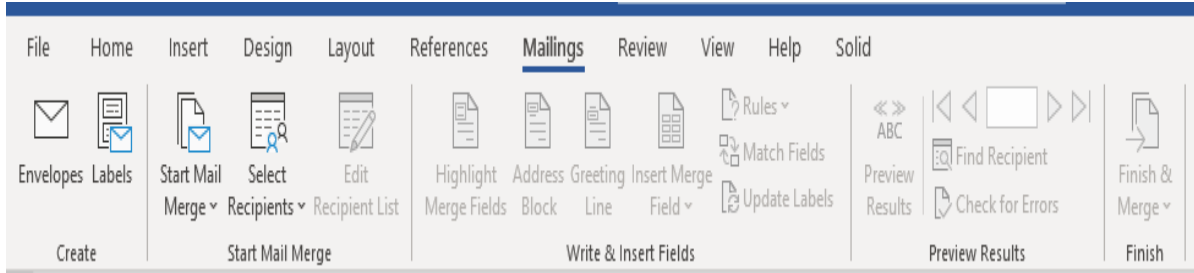 File Home Insert Design Layout References Mailings Review View Help Solid
Envelopes Labels
Start Mail Merge
Select Recipients
Edit Recipient List
Highlight Merge Fields
Address Block
Greeting Line
Insert Merge Field
Rules
Match Fields
Update Labels
ABC
Preview Results
Find Recipient
Check for Errors
Finish & Merge
Create
Start Mail Merge
Write & Insert Fields
Preview Results
Finish